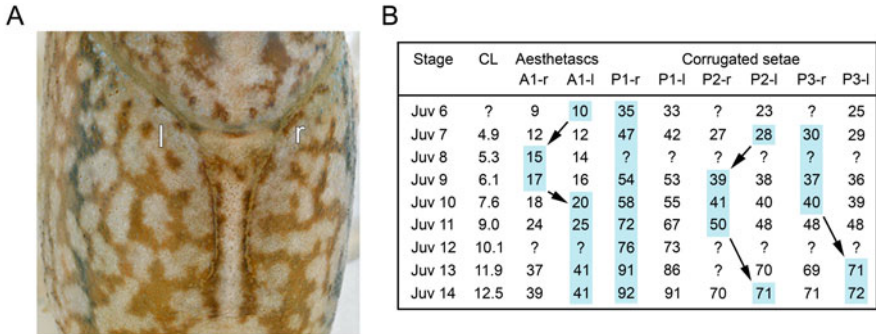 A
B
l
r
Stage CL Aesthetascs Corrugated setae
A1-r A1-l P1-r P1-l P2-r P2-l P3-r P3-l
Juv 6 ? 9 10 35 33 ? 23 ? 25
Juv 7 4.9 12 12 47 42 27 28 30 29
Juv 8 5.3 15 14 ? ? ? ? ? ?
Juv 9 6.1 17 16 54 53 39 38 37 36
Juv 10 7.6 18 20 58 55 41 40 40 39
Juv 11 9.0 24 25 72 67 50 48 48 48
Juv 12 10.1 ? ? 76 73 ? ? ? ?
Juv 13 11.9 37 41 91 86 ? 70 69 71
Juv 14 12.5 39 41 92 91 70 71 71 72